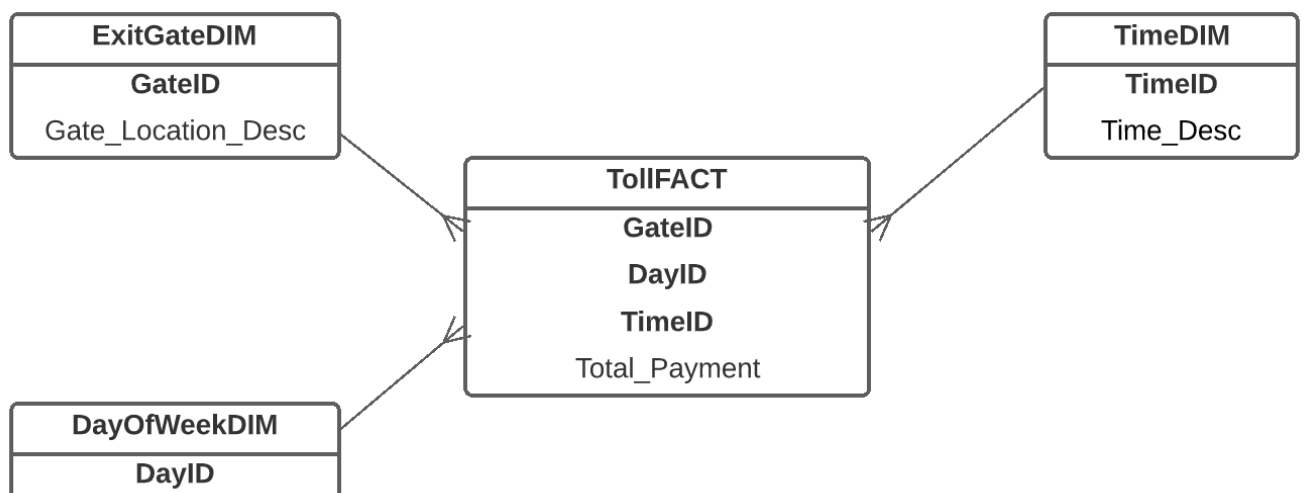 ExitGateDIM
GateID
Gate_Location_Desc
TimeDIM
TimeID
Time_Desc
TollFACT
GateID
DayID
TimeID
Total_Payment
DayOfWeekDIM
DayID